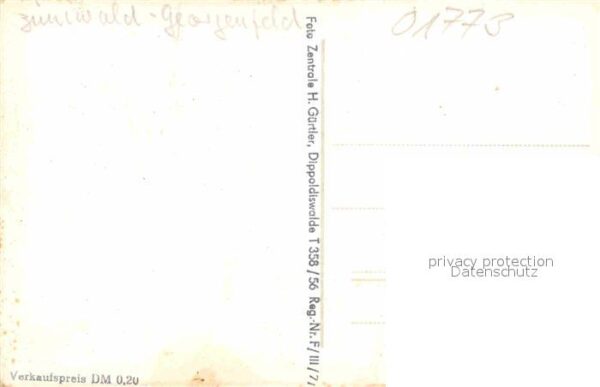 Zinnwald-Georgenfeld
01773
Foto Zentrale H. Gürtler, Dippoldiswalde T 358/56 Reg.-Nr. F/III/7/
privacy protection
Datenschutz
Verkaufspreis DM 0,20